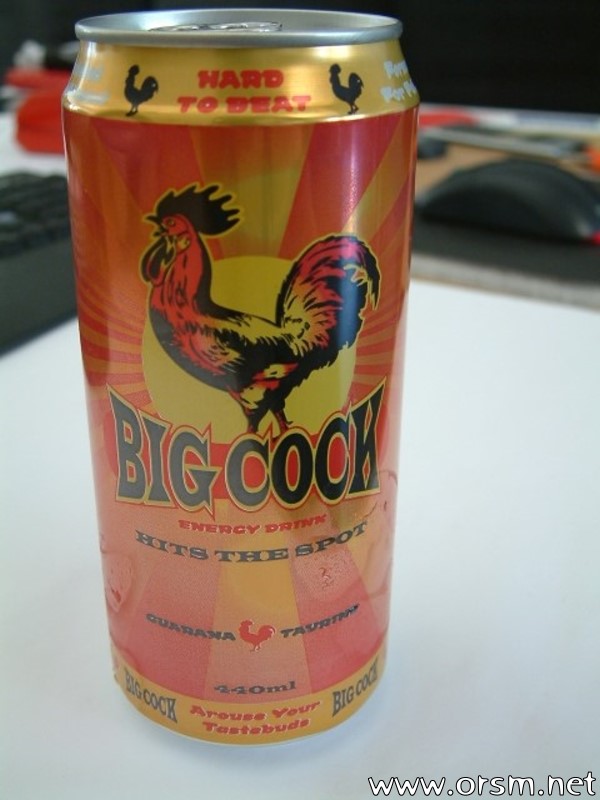 HARD
TO BEAT
BIG COCK
ENERGY DRINK
HITS THE SPOT
GUARANA TAURINE
440ml
BIG COCK Arouse Your BIG COCK
Tastebuds
www.orsm.net